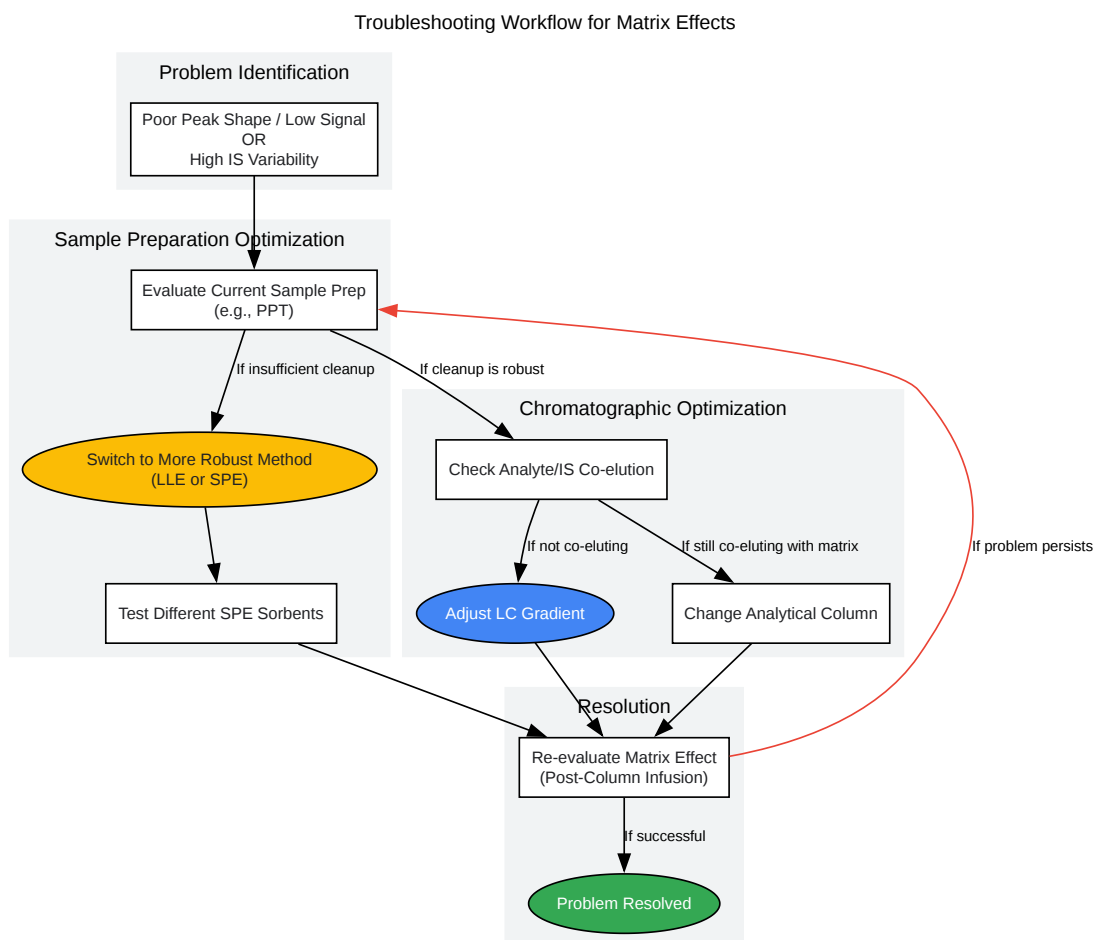 Troubleshooting Workflow for Matrix Effects
Problem Identification
Poor Peak Shape / Low Signal
OR
High IS Variability
Sample Preparation Optimization
Evaluate Current Sample Prep
(e.g., PPT)
If insufficient cleanup
If cleanup is robust
Chromatographic Optimization
Switch to More Robust Method
(LLE or SPE)
Check Analyte/IS Co-elution
If not co-eluting
If still co-eluting with matrix
If problem persists
Test Different SPE Sorbents
Adjust LC Gradient
Change Analytical Column
Resolution
Re-evaluate Matrix Effect
(Post-Column Infusion)
If successful
Problem Resolved